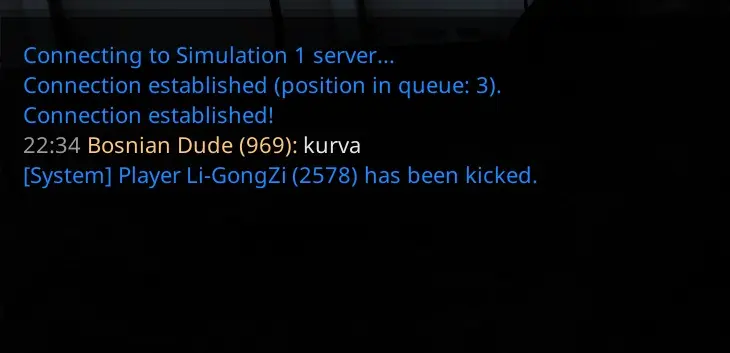 Connecting to Simulation 1 server...
Connection established (position in queue: 3).
Connection established!
22:34 Bosnian Dude (969): kurva
[System] Player Li-GongZi (2578) has been kicked.